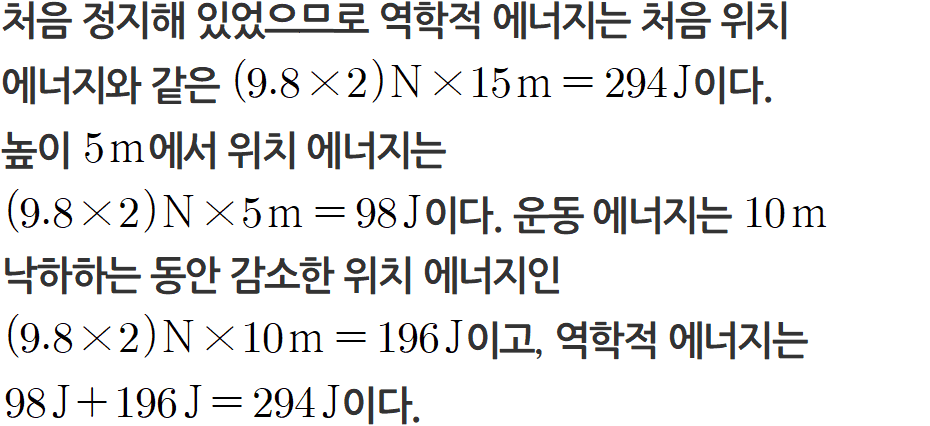 처음 정지해 있었으므로 역학적 에너지는 처음 위치
에너지와 같은 (9.8×2)N×15m=294J이다.
높이 5m에서 위치 에너지는
(9.8×2)N×5m=98J이다. 운동 에너지는 10m
낙하하는 동안 감소한 위치 에너지인
(9.8×2)N×10m=196J이고, 역학적 에너지는
98J+196J=294J이다.